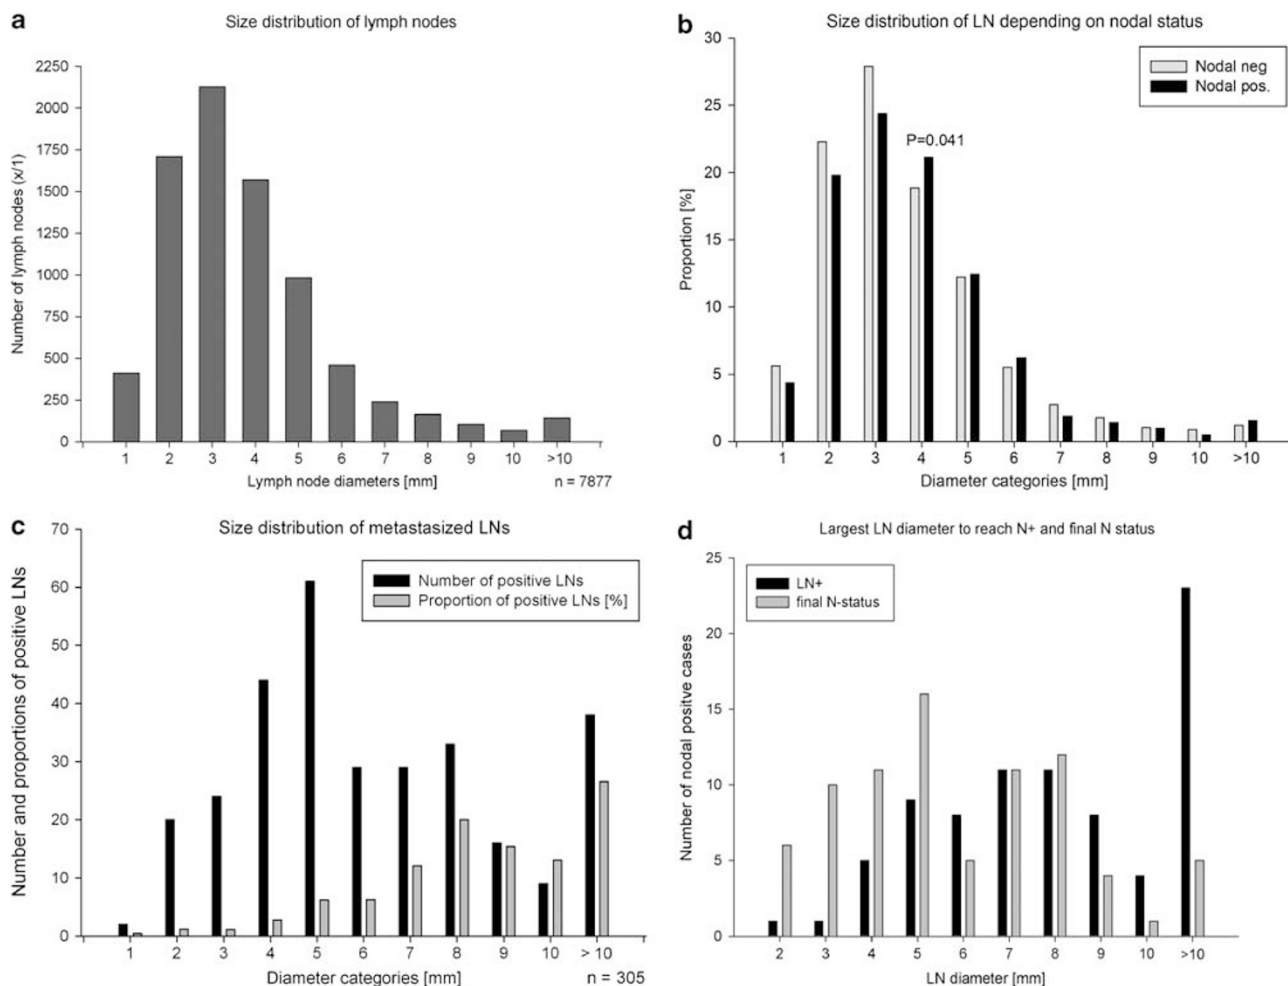 a
Size distribution of lymph nodes
Number of lymph nodes (x/1)
2250
2000
1750
1500
1250
1000
750
500
250
0
1 2 3 4 5 6 7 8 9 10 >10
Lymph node diameters [mm]
n = 7877
b
Size distribution of LN depending on nodal status
Nodal neg
Nodal pos.
P=0.041
Proportion [%]
30
25
20
15
10
5
0
1 2 3 4 5 6 7 8 9 10 >10
Diameter categories [mm]
c
Size distribution of metastasized LNs
Number of positive LNs
Proportion of positive LNs [%]
Number and proportions of positive LNs
70
60
50
40
30
20
10
0
1 2 3 4 5 6 7 8 9 10 > 10
Diameter categories [mm]
n = 305
d
Largest LN diameter to reach N+ and final N status
LN+
final N-status
Number of nodal positve cases
25
20
15
10
5
0
2 3 4 5 6 7 8 9 10 >10
LN diameter [mm]